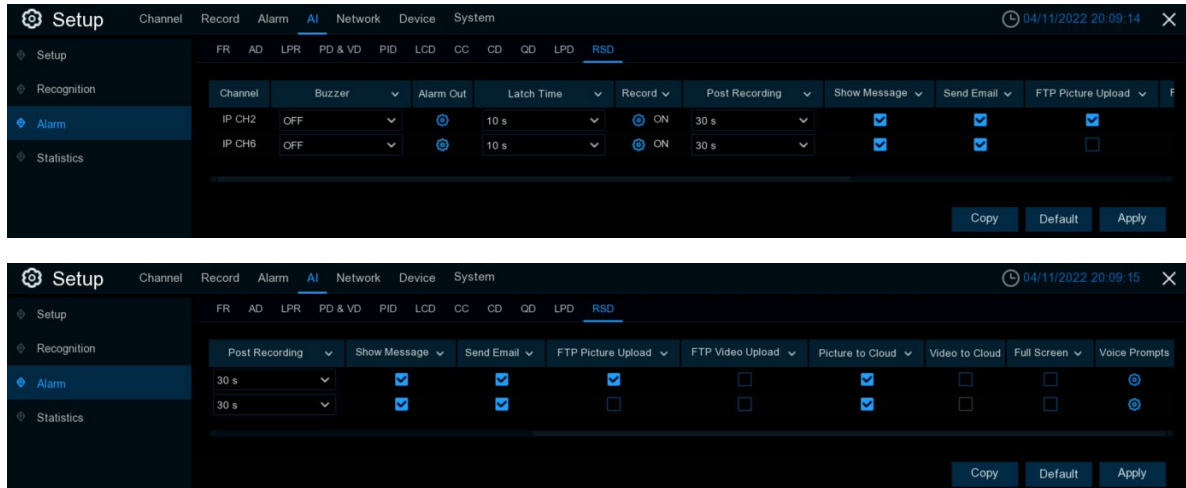 Setup Channel Record Alarm AI Network Device System 04/11/2022 20:09:14
Setup FR AD LPR PD & VD PID LCD CC CD QD LPD RSD
Recognition Channel Buzzer Alarm Out Latch Time Record Post Recording Show Message Send Email FTP Picture Upload F
Alarm IP CH2 OFF 10 s ON 30 s
IP CH6 OFF 10 s ON 30 s
Statistics
Copy Default Apply
Setup Channel Record Alarm AI Network Device System 04/11/2022 20:09:15
Setup FR AD LPR PD & VD PID LCD CC CD QD LPD RSD
Recognition Post Recording Show Message Send Email FTP Picture Upload FTP Video Upload Picture to Cloud Video to Cloud Full Screen Voice Prompts
Alarm 30 s
30 s
Statistics
Copy Default Apply